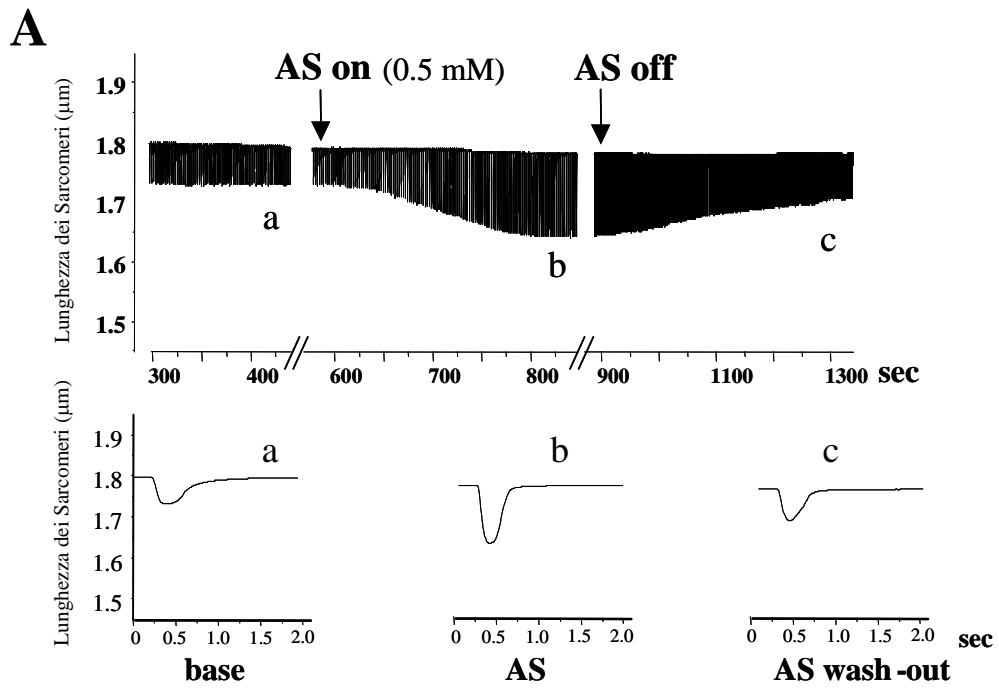 A
AS on (0.5 mM)
AS off
Lunghezza dei Sarcomeri (µm)
1.9
1.8
1.7
1.6
1.5
a
b
c
300 400 600 700 800 900 1100 1300 sec
Lunghezza dei Sarcomeri (µm)
1.9
1.8
1.7
1.6
1.5
a
b
c
0 0.5 1.0 1.5 2.0
0 0.5 1.0 1.5 2.0
0 0.5 1.0 1.5 2.0
sec
base
AS
AS wash-out